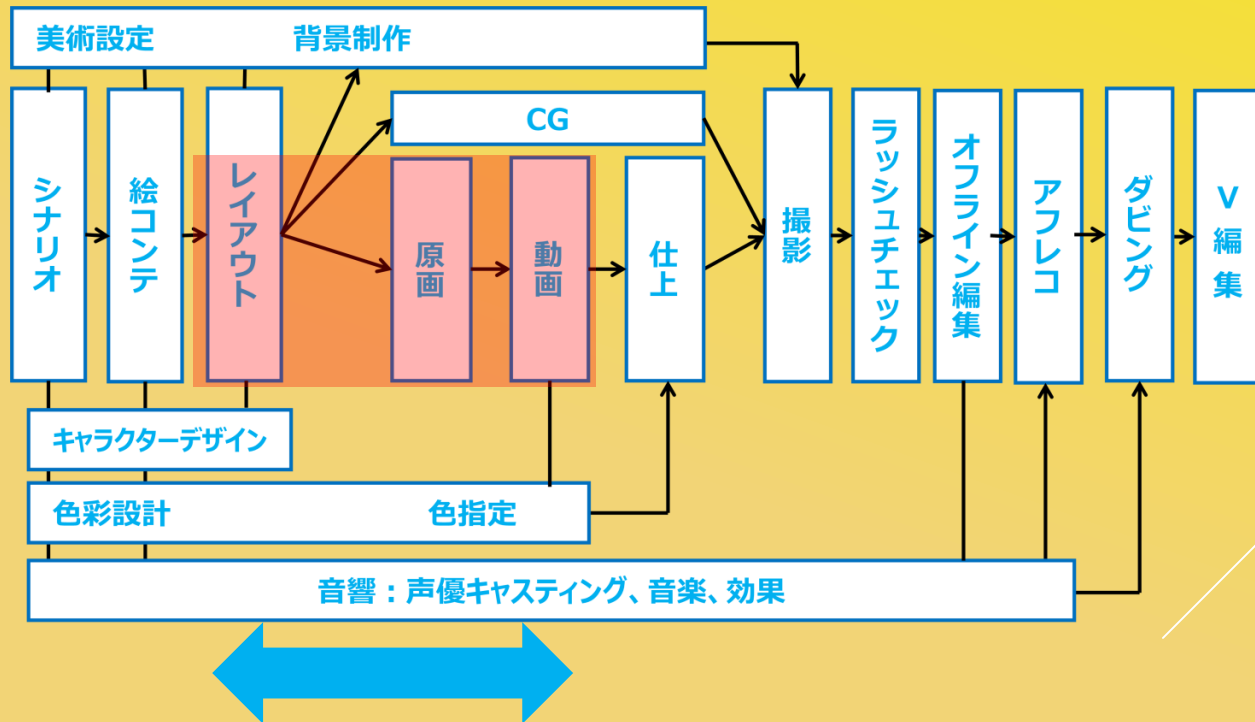 美術設定 背景制作
シナリオ
絵コンテ
レイアウト
CG
原画
動画
仕上
撮影
ラッシュチェック
オフライン編集
アフレコ
ダビング
V編集
キャラクターデザイン
色彩設計 色指定
音響：声優キャスティング、音楽、効果